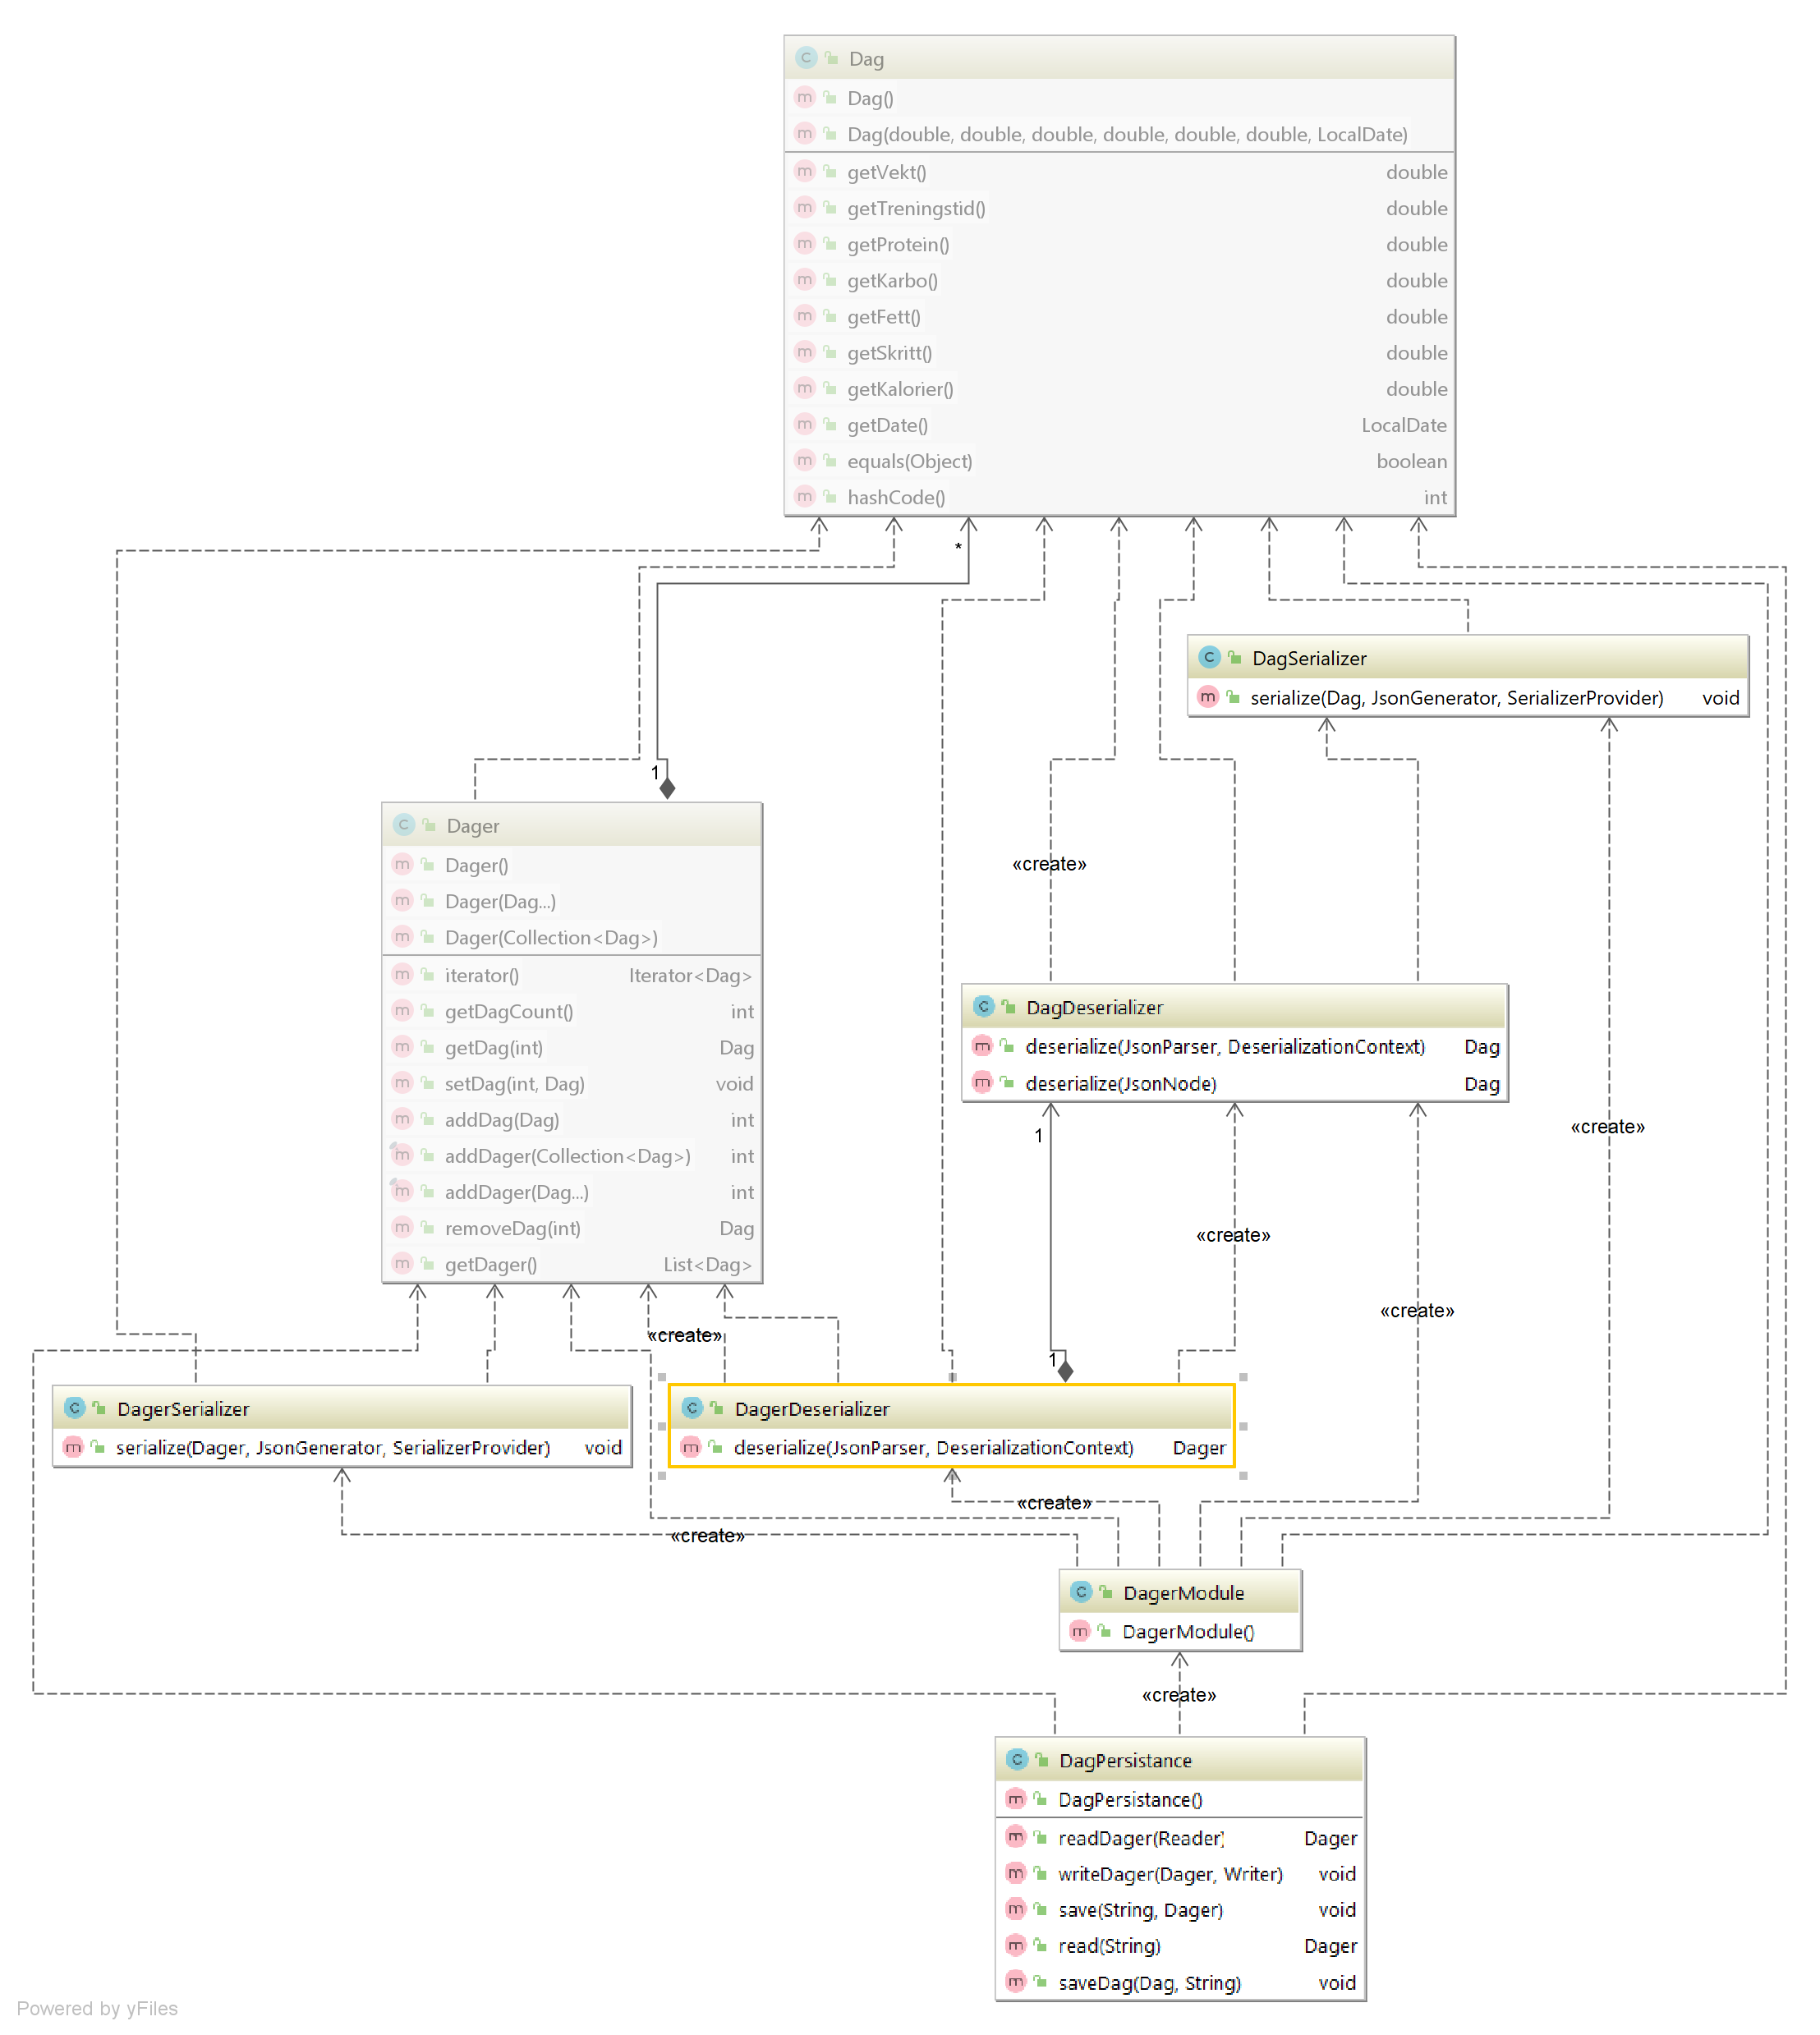 Dag
Dag()
Dag(double, double, double, double, double, double, LocalDate)
getVekt() double
getTreningstid() double
getProtein() double
getKarbo() double
getFett() double
getSkritt() double
getKalorier() double
getDate() LocalDate
equals(Object) boolean
hashCode() int
*
DagSerializer
serialize(Dag, JsonGenerator, SerializerProvider) void
1
Dager
Dager()
Dager(Dag...)
Dager(Collection<Dag>)
iterator() Iterator<Dag>
getDagCount() int
getDag(int) Dag
setDag(int, Dag) void
addDag(Dag) int
addDager(Collection<Dag>) int
addDager(Dag...) int
removeDag(int) Dag
getDager() List<Dag>
«create»
DagDeserializer
deserialize(JsonParser, DeserializationContext) Dag
deserialize(JsonNode) Dag
1
«create»
«create»
«create»
«create»
1
DagerSerializer
serialize(Dager, JsonGenerator, SerializerProvider) void
DagerDeserializer
deserialize(JsonParser, DeserializationContext) Dager
«create»
«create»
DagerModule
DagerModule()
«create»
DagPersistance
DagPersistance()
readDager(Reader) Dager
writeDager(Dager, Writer) void
save(String, Dager) void
read(String) Dager
saveDag(Dag, String) void
Powered by yFiles